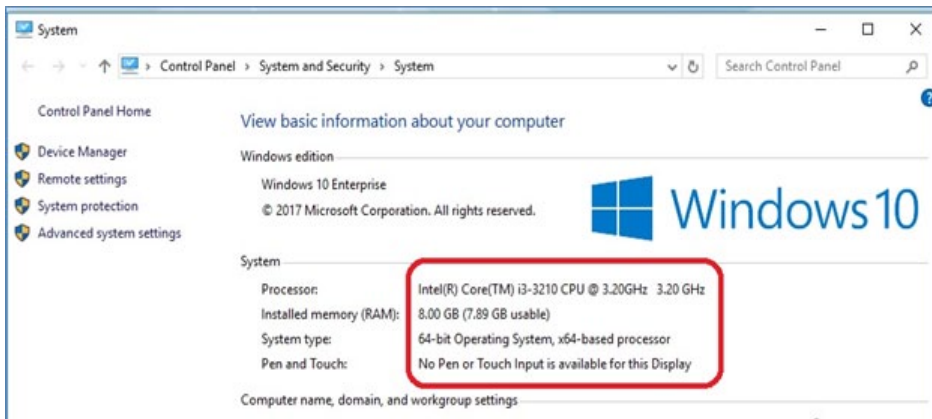 System
Control Panel > System and Security > System
Search Control Panel
Control Panel Home
Device Manager
Remote settings
System protection
Advanced system settings
?
View basic information about your computer
Windows edition
Windows 10 Enterprise
© 2017 Microsoft Corporation. All rights reserved.
Windows 10
System
Processor: Intel(R) Core(TM) i3-3210 CPU @ 3.20GHz 3.20 GHz
Installed memory (RAM): 8.00 GB (7.89 GB usable)
System type: 64-bit Operating System, x64-based processor
Pen and Touch: No Pen or Touch Input is available for this Display
Computer name, domain, and workgroup settings